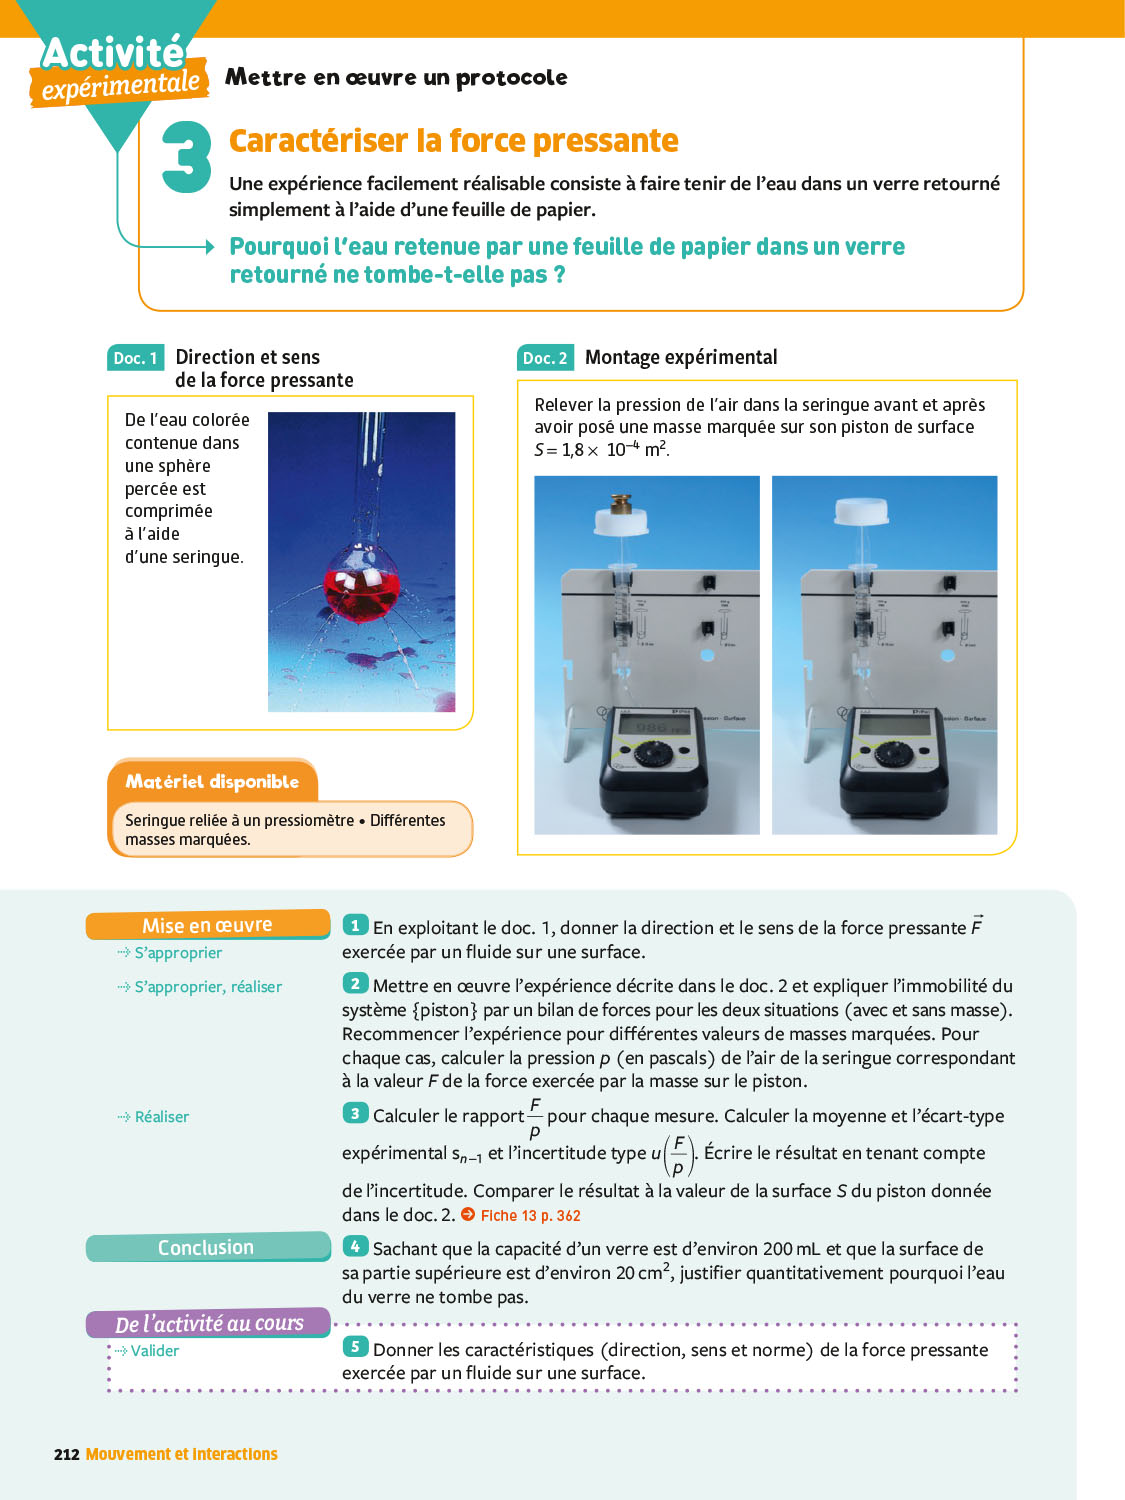 Activité
expérimentale
Mettre en œuvre un protocole
3
Caractériser la force pressante
Une expérience facilement réalisable consiste à faire tenir de l'eau dans un verre retourné
simplement à l'aide d'une feuille de papier.
Pourquoi l'eau retenue par une feuille de papier dans un verre
retourné ne tombe-t-elle pas ?
Doc. 1 Direction et sens
de la force pressante
De l'eau colorée
contenue dans
une sphère
percée est
comprimée
à l'aide
d'une seringue.
Matériel disponible
Seringue reliée à un pressiomètre • Différentes
masses marquées.
Doc. 2 Montage expérimental
Relever la pression de l'air dans la seringue avant et après
avoir posé une masse marquée sur son piston de surface
S = 1,8 × 10⁻⁴ m².
986
Mise en œuvre
⇢ S'approprier
1 En exploitant le doc. 1, donner la direction et le sens de la force pressante F⃗
exercée par un fluide sur une surface.
⇢ S'approprier, réaliser
2 Mettre en œuvre l'expérience décrite dans le doc. 2 et expliquer l'immobilité du
système {piston} par un bilan de forces pour les deux situations (avec et sans masse).
Recommencer l'expérience pour différentes valeurs de masses marquées. Pour
chaque cas, calculer la pression p (en pascals) de l'air de la seringue correspondant
à la valeur F de la force exercée par la masse sur le piston.
⇢ Réaliser
3 Calculer le rapport F/p pour chaque mesure. Calculer la moyenne et l'écart-type
expérimental sₙ₋₁ et l'incertitude type u(F/p). Écrire le résultat en tenant compte
de l'incertitude. Comparer le résultat à la valeur de la surface S du piston donnée
dans le doc. 2. Fiche 13 p. 362
Conclusion
4 Sachant que la capacité d'un verre est d'environ 200 mL et que la surface de
sa partie supérieure est d'environ 20 cm², justifier quantitativement pourquoi l'eau
du verre ne tombe pas.
De l'activité au cours
⇢ Valider
5 Donner les caractéristiques (direction, sens et norme) de la force pressante
exercée par un fluide sur une surface.
212 Mouvement et interactions